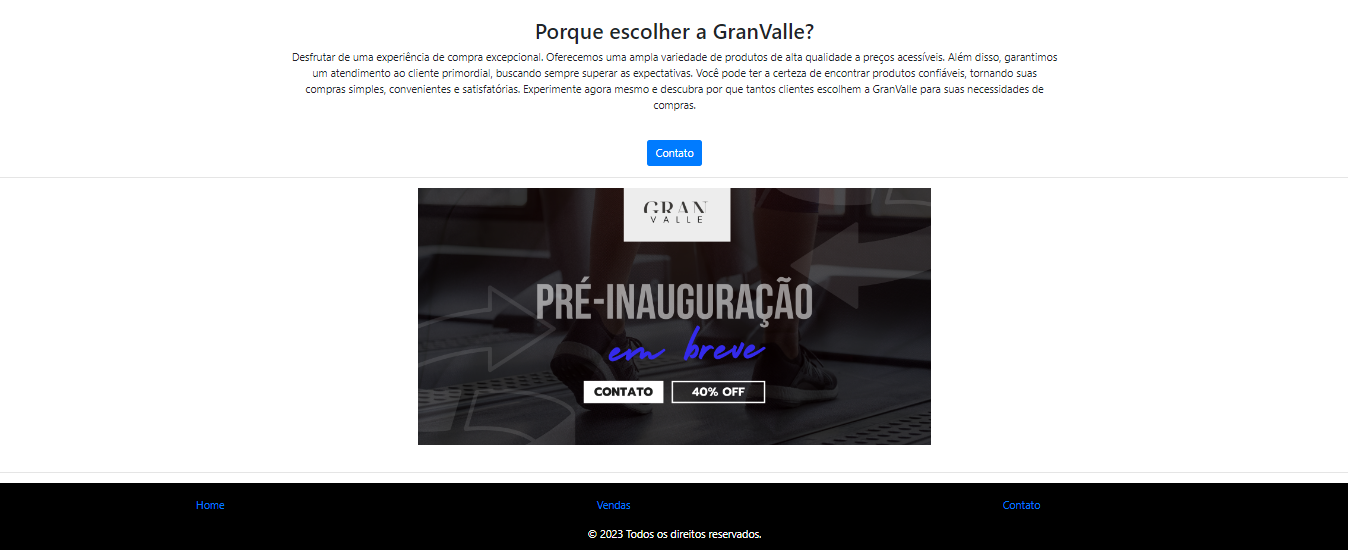 Porque escolher a GranValle?
Desfrutar de uma experiência de compra excepcional. Oferecemos uma ampla variedade de produtos de alta qualidade a preços acessíveis. Além disso, garantimos
um atendimento ao cliente primordial, buscando sempre superar as expectativas. Você pode ter a certeza de encontrar produtos confiáveis, tornando suas
compras simples, convenientes e satisfatórias. Experimente agora mesmo e descubra por que tantos clientes escolhem a GranValle para suas necessidades de
compras.
Contato
GRAN
VALLE
PRÉ-INAUGURAÇÃO
em breve
CONTATO 40% OFF
Home Vendas Contato
© 2023 Todos os direitos reservados.